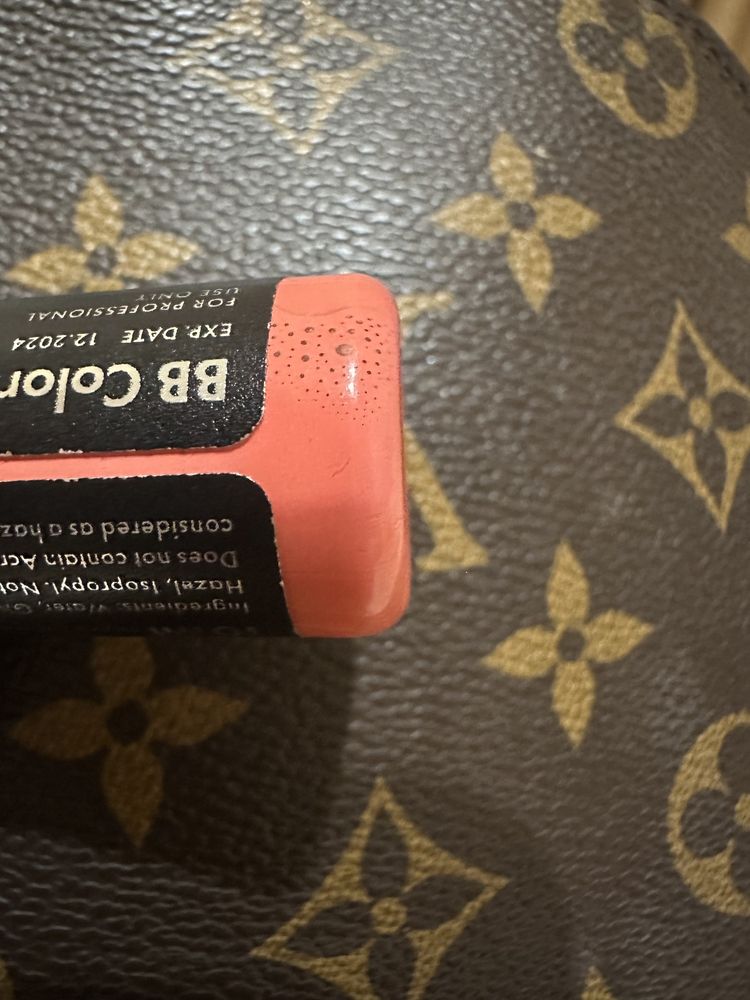 Ingredients: Water, G
Hazel, Isopropyl. Not
Does not contain Acr
considered as a haz
BB Color
EXP. DATE 12.2024
FOR PROFESSIONAL
USE ONLY